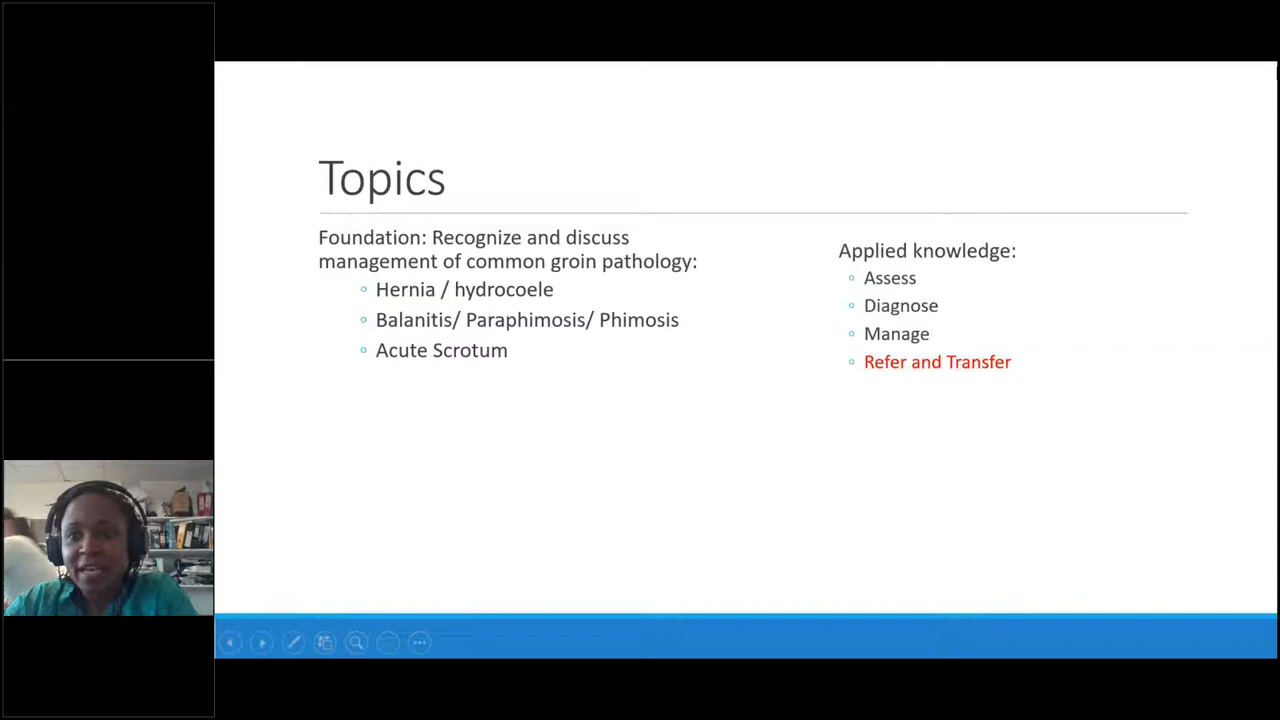 Topics
Foundation: Recognize and discuss
management of common groin pathology:
Hernia / hydrocoele
Balanitis/ Paraphimosis/ Phimosis
Acute Scrotum
Applied knowledge:
Assess
Diagnose
Manage
Refer and Transfer